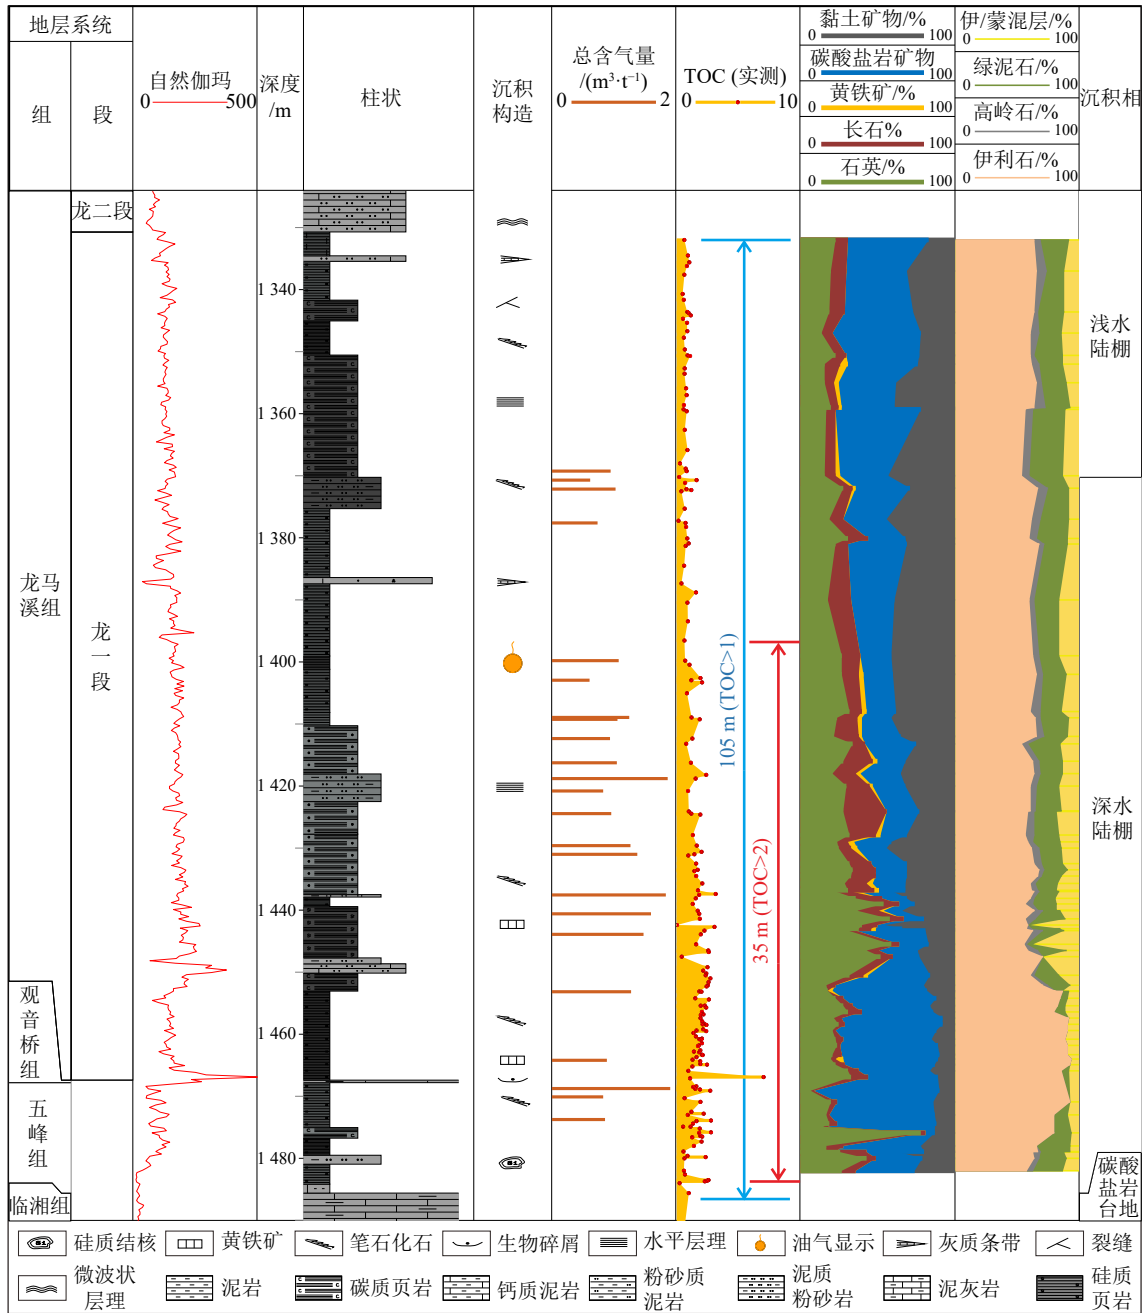 地层系统
组
段
自然伽玛
0 500
深度
/m
柱状
沉积
构造
总含气量
/(m³·t⁻¹)
0 2
TOC (实测)
0 10
黏土矿物/%
0 100
碳酸盐岩矿物
0 100
黄铁矿/%
0 100
长石%
0 100
石英/%
0 100
伊/蒙混层/%
0 100
绿泥石/%
0 100
高岭石/%
0 100
伊利石/%
0 100
沉积相
龙二段
1 340
1 360
1 380
1 400
1 420
1 440
1 460
1 480
龙马
溪组
龙
一
段
观
音
桥
组
五
峰
组
临湘组
105 m (TOC>1)
35 m (TOC>2)
浅水
陆棚
深水
陆棚
碳酸
盐岩
台地
硅质结核
黄铁矿
笔石化石
生物碎屑
水平层理
油气显示
灰质条带
裂缝
微波状
层理
泥岩
碳质页岩
钙质泥岩
粉砂质
泥岩
泥质
粉砂岩
泥灰岩
硅质
页岩